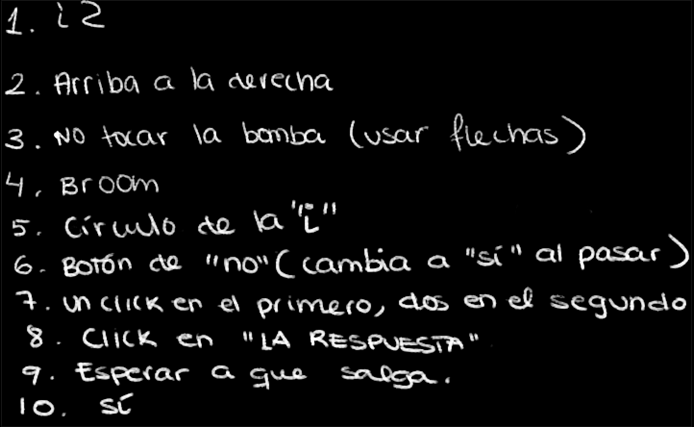 1. i2
2. Arriba a la derecha
3. NO tocar la bomba (usar flechas)
4. Broom
5. Círculo de la "i"
6. Botón de "no" (cambia a "sí" al pasar)
7. un click en el primero, dos en el segundo
8. Click en "LA RESPUESTA"
9. Esperar a que salga.
10. sí